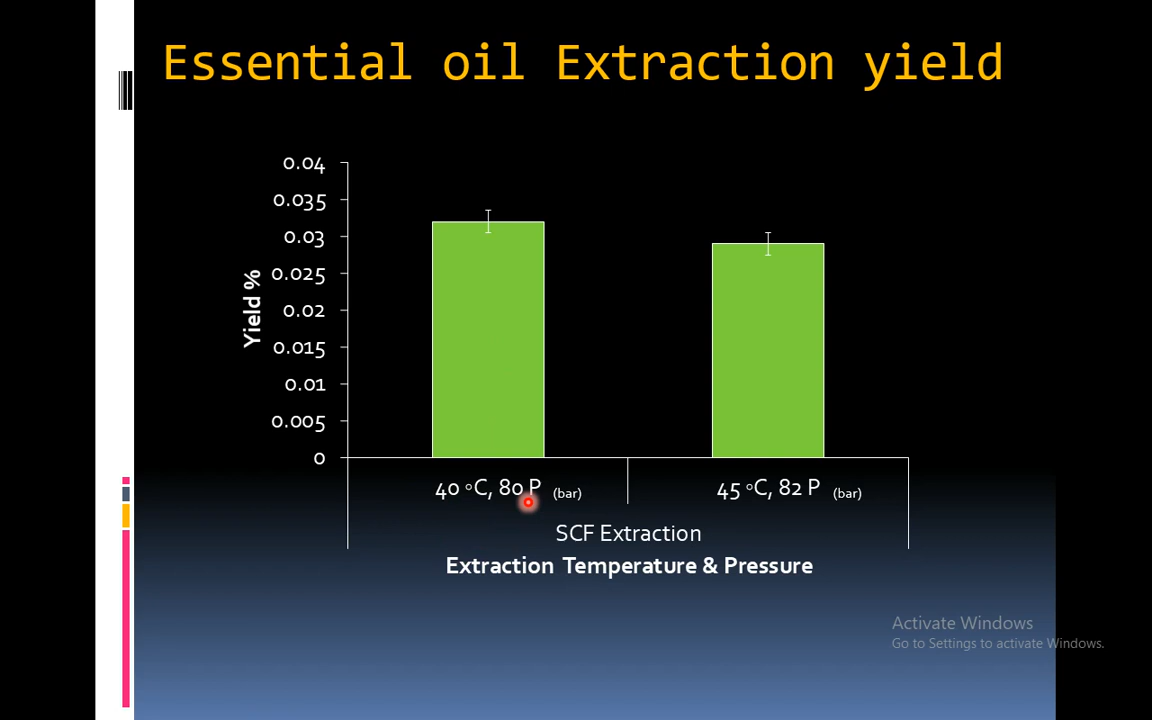 Essential oil Extraction yield
0.04
0.035
0.03
0.025
0.02
0.015
0.01
0.005
0
Yield %
40 °C, 80 P (bar)
45 °C, 82 P (bar)
SCF Extraction
Extraction Temperature & Pressure
Activate Windows
Go to Settings to activate Windows.